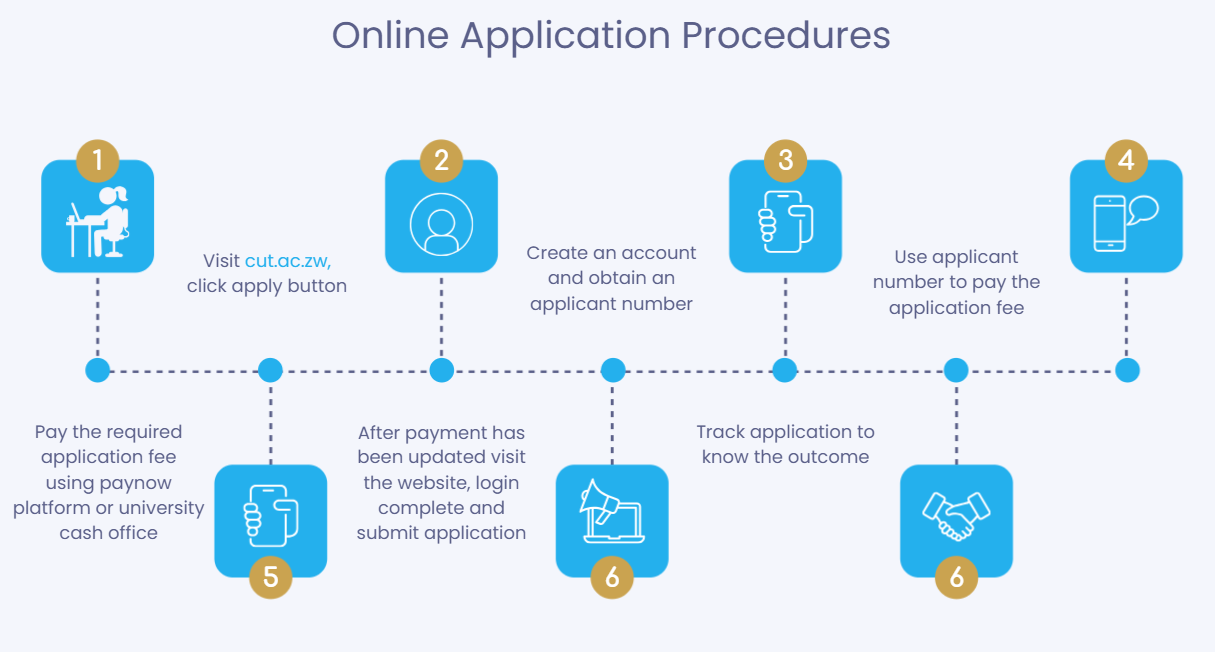 Online Application Procedures
1
Visit cut.ac.zw,
click apply button
2
Create an account
and obtain an
applicant number
3
Use applicant
number to pay the
application fee
4
Pay the required
application fee
using paynow
platform or university
cash office
5
After payment has
been updated visit
the website, login
complete and
submit application
6
Track application to
know the outcome
6